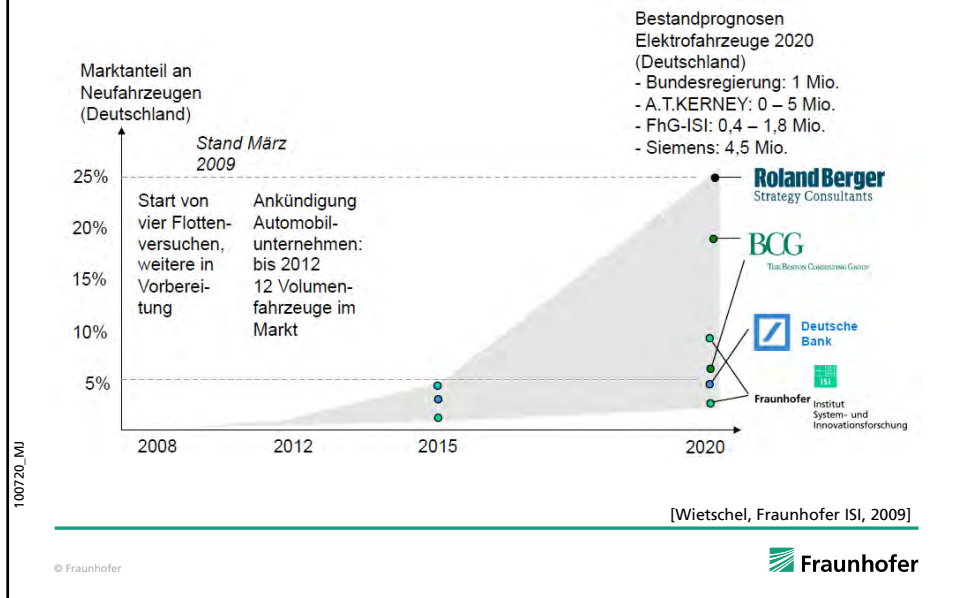 Bestandprognosen
Elektrofahrzeuge 2020
(Deutschland)
- Bundesregierung: 1 Mio.
- A.T.KERNEY: 0 – 5 Mio.
- FhG-ISI: 0,4 – 1,8 Mio.
- Siemens: 4,5 Mio.
Marktanteil an
Neufahrzeugen
(Deutschland)
Stand März
2009
25%
20%
15%
10%
5%
Start von
vier Flotten-
versuchen,
weitere in
Vorberei-
tung
Ankündigung
Automobil-
unternehmen:
bis 2012
12 Volumen-
fahrzeuge im
Markt
Roland Berger
Strategy Consultants
BCG
THE BOSTON CONSULTING GROUP
Deutsche
Bank
ISI
Fraunhofer
Institut
System- und
Innovationsforschung
2008
2012
2015
2020
100720_MJ
[Wietschel, Fraunhofer ISI, 2009]
© Fraunhofer
Fraunhofer